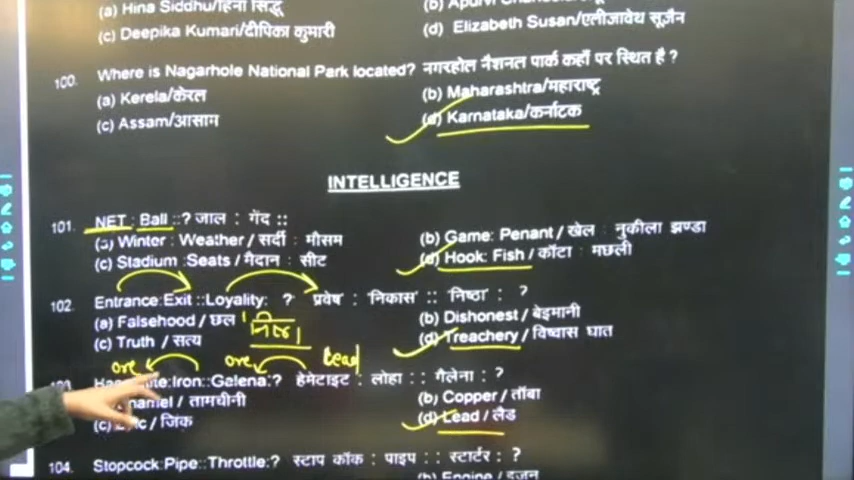 (a) Hina Siddhu/हिना सिद्धू
(c) Deepika Kumari/दीपिका कुमारी (d) Elizabeth Susan/एलीजावेथ सूज़ैन
100. Where is Nagarhole National Park located? नगरहोल नैशनल पार्क कहाँ पर स्थित है ?
(a) Kerela/केरल (b) Maharashtra/महाराष्ट्र
(c) Assam/आसाम (d) Karnataka/कर्नाटक
INTELLIGENCE
101. NET : Ball ::? जाल : गेंद ::
(a) Winter : Weather / सर्दी : मौसम (b) Game: Penant / खेल : नुकीला झण्डा
(c) Stadium :Seats / मैदान : सीट (d) Hook: Fish / कॉटा : मछली
102. Entrance:Exit ::Loyality: ? प्रवेष : निकास :: निष्ठा : ?
(a) Falsehood / छल (b) Dishonest / बेइमानी
(c) Truth / सत्य (d) Treachery / विष्वास घात
ore ore Lead
Iron::Galena:? हेमेटाइट : लोहा : : गैलेना : ?
तामचीनी (b) Copper / तॉबा
जिंक (d) Lead / लैड
104. Stopcock:Pipe::Throttle:? स्टाप कॉक : पाइप : : स्टार्टर : ?
(b) Engine / इंजन